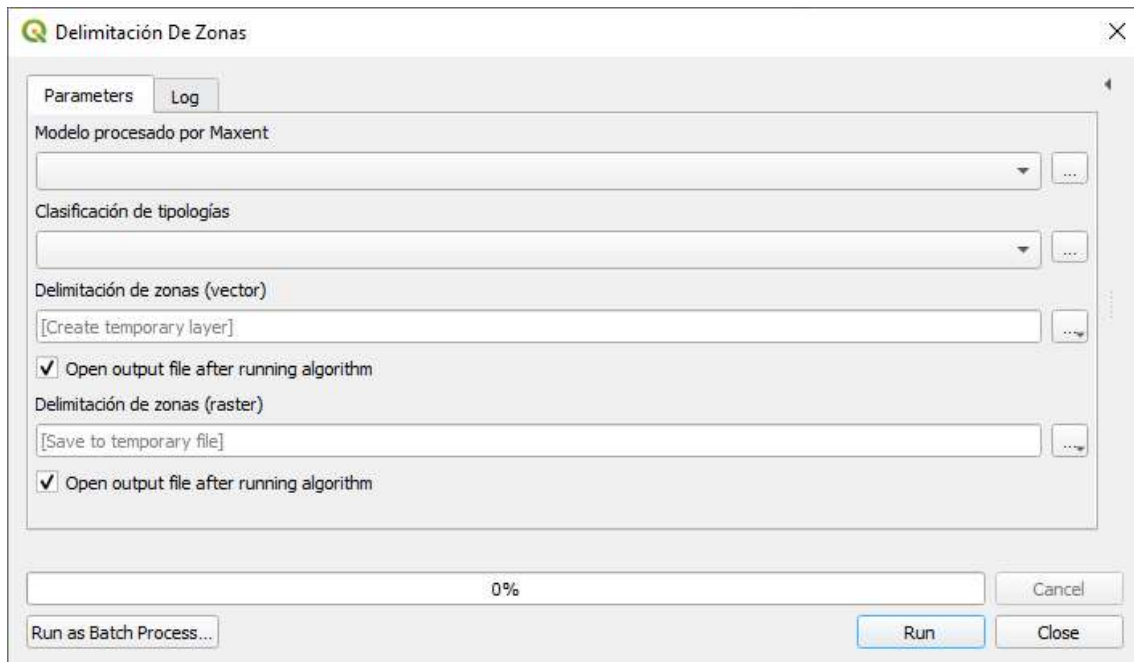 Delimitación De Zonas
Parameters
Log
Modelo procesado por Maxent
...
Clasificación de tipologías
...
Delimitación de zonas (vector)
[Create temporary layer]
...
Open output file after running algorithm
Delimitación de zonas (raster)
[Save to temporary file]
...
Open output file after running algorithm
0%
Cancel
Run as Batch Process...
Run
Close